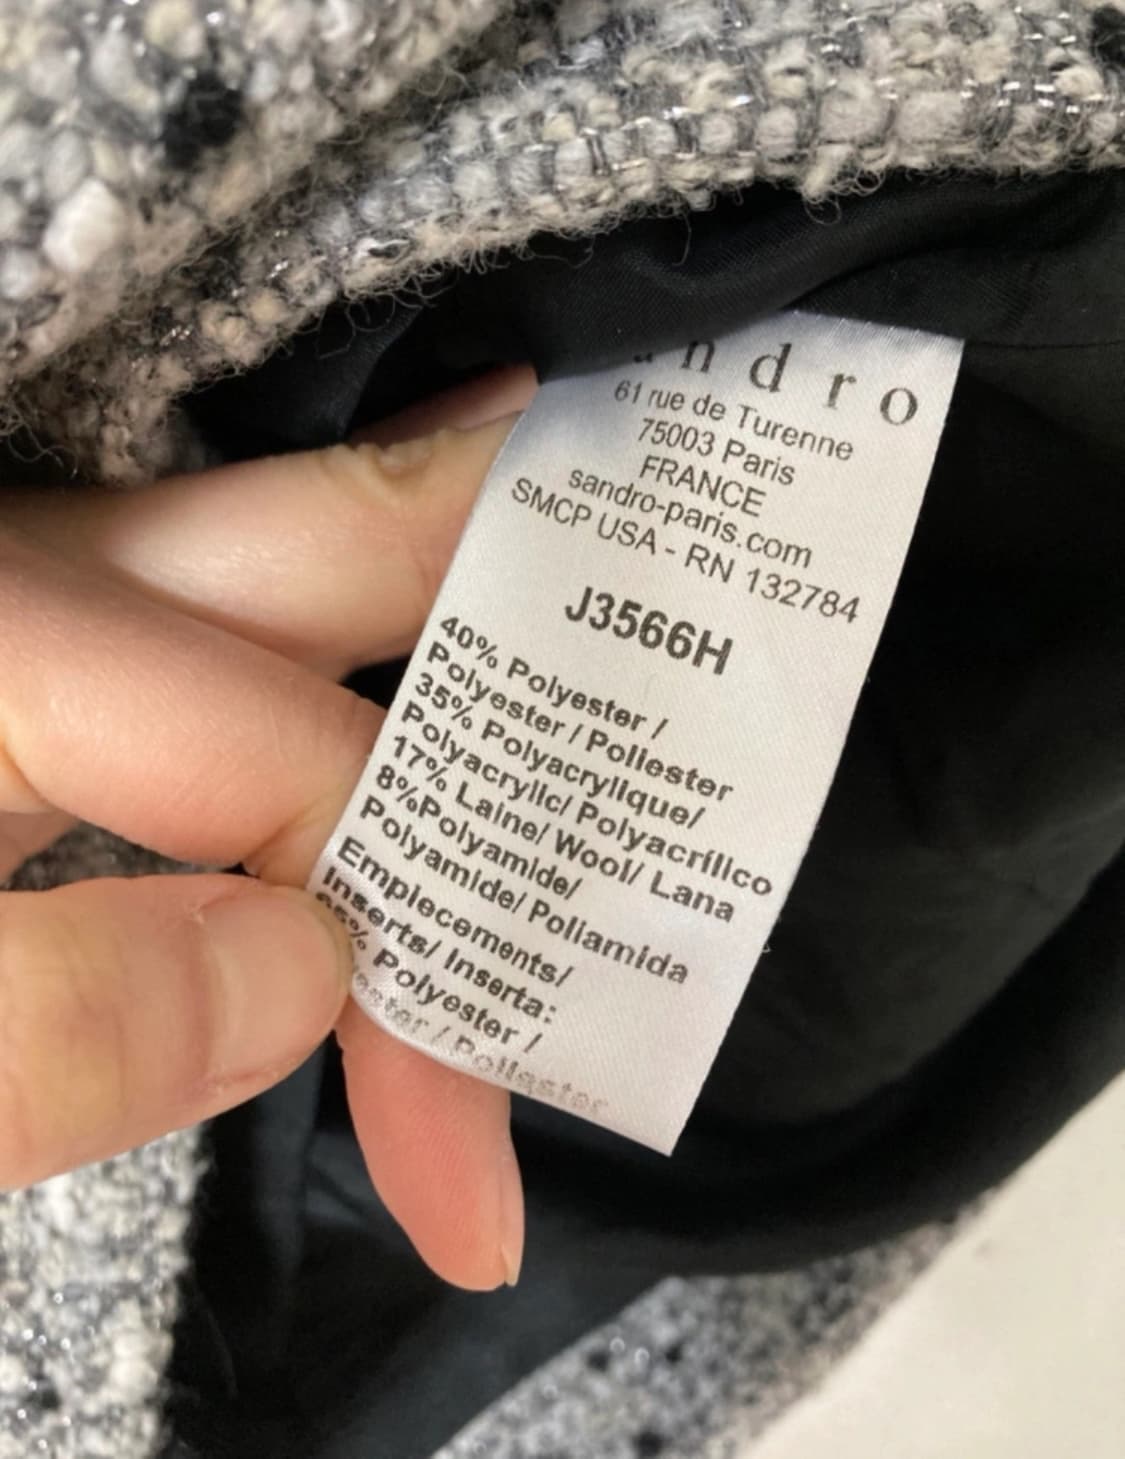 andro
61 rue de Turenne
75003 Paris
FRANCE
sandro-paris.com
SMCP USA - RN 132784
J3566H
40% Polyester /
Polyester / Poliester
35% Polyacrylique/
Polyacrylic/ Polyacrílico
17% Laine/ Wool/ Lana
8%Polyamide/
Polyamide/ Poliamida
Emplecements/
Inserts/ Inserta:
Polyester /
/ Poliester